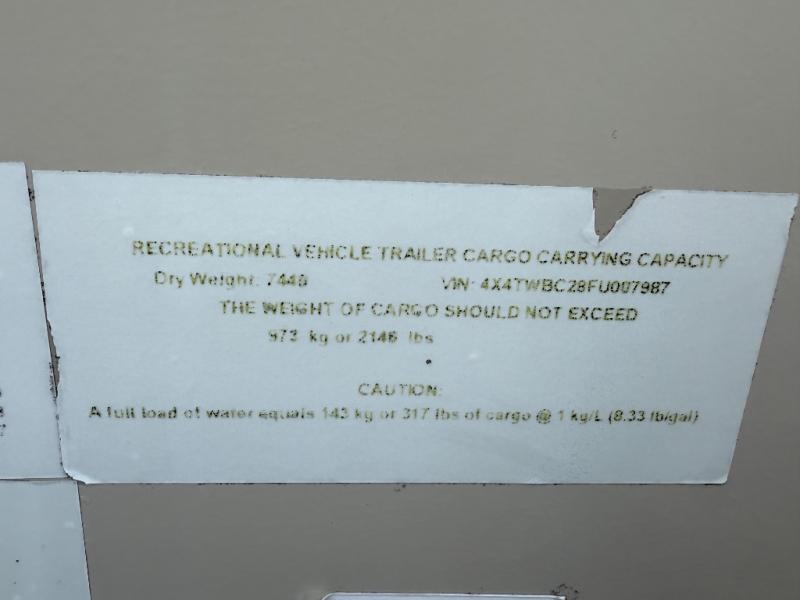 RECREATIONAL VEHICLE TRAILER CARGO CARRYING CAPACITY
Dry Weight: VIN:
THE WEIGHT OF CARGO SHOULD NOT EXCEED
973 kg or 2146 lbs
CAUTION:
A full load of water equals 143 kg or 317 lbs of cargo @ 1 kg/L (8.33 lb/gal)